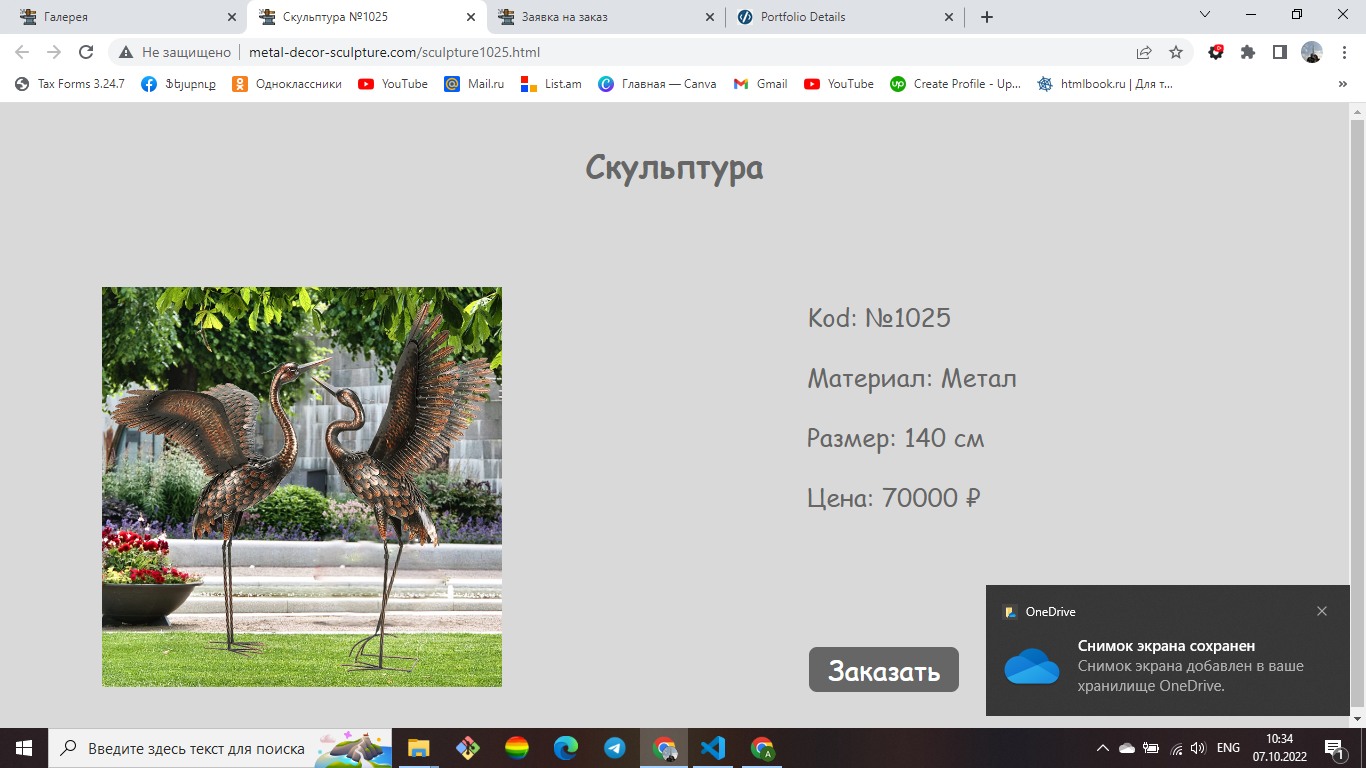 Галерея
Скульптура №1025
Заявка на заказ
Portfolio Details
Не защищено
metal-decor-sculpture.com/sculpture1025.html
Tax Forms 3.24.7
Ֆեյսբուք
Одноклассники
YouTube
Mail.ru
List.am
Главная — Canva
Gmail
YouTube
Create Profile - Up...
htmlbook.ru | Для т...
Скульптура
Kod: №1025
Материал: Метал
Размер: 140 см
Цена: 70000 ₽
Заказать
OneDrive
Снимок экрана сохранен
Снимок экрана добавлен в ваше
хранилище OneDrive.
Введите здесь текст для поиска
ENG
10:34
07.10.2022
1